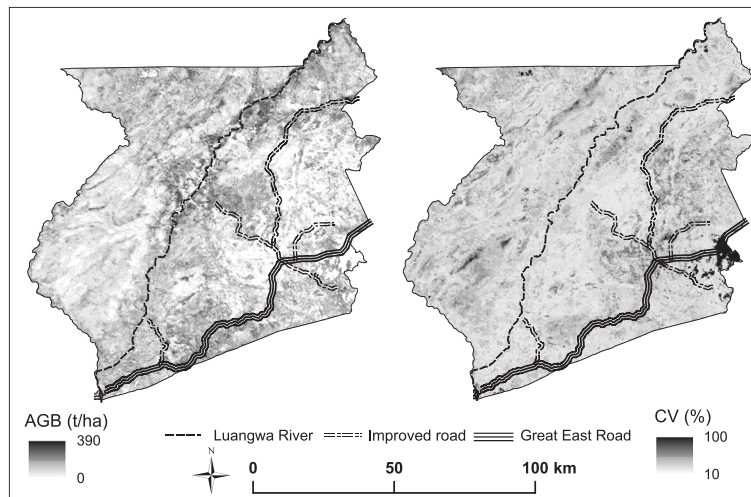 AGB (t/ha)
390
0
Luangwa River
Improved road
Great East Road
N
0 50 100 km
CV (%)
100
10